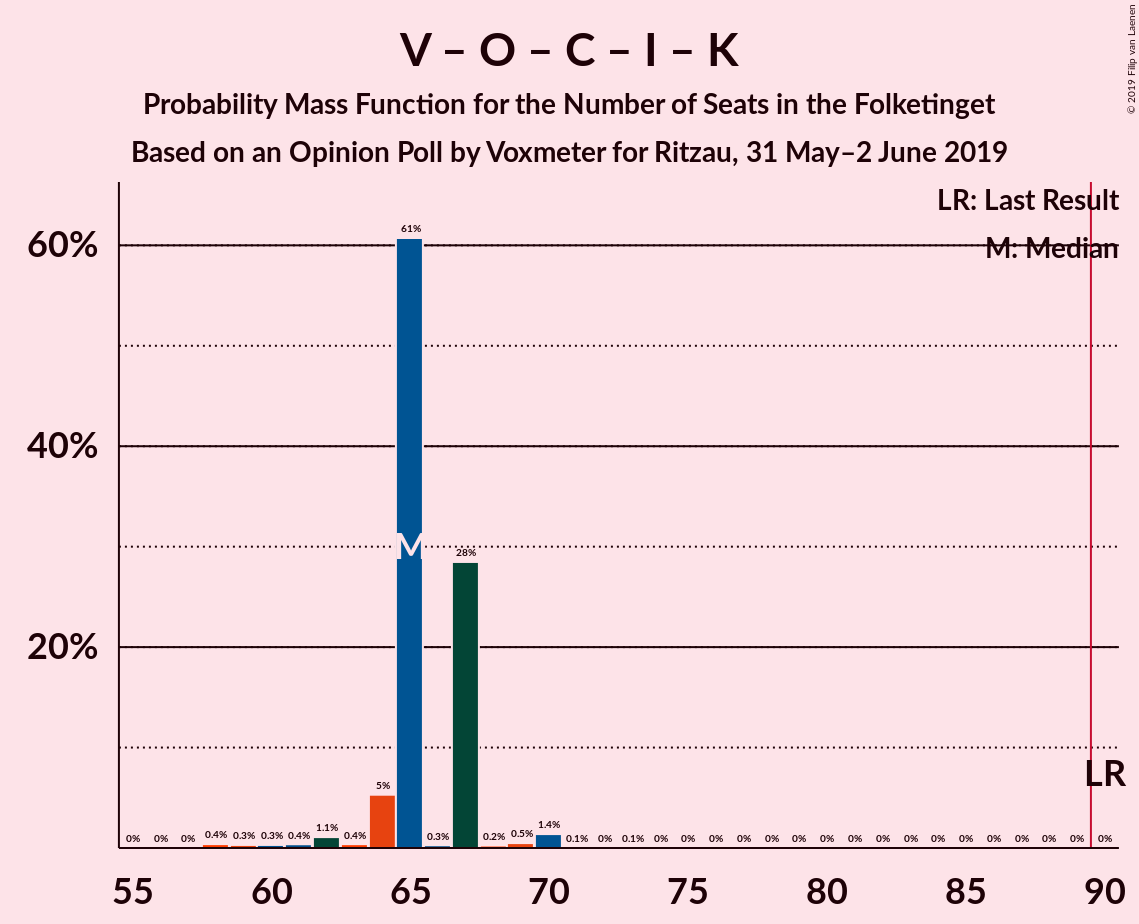 V – O – C – I – K
Probability Mass Function for the Number of Seats in the Folketinget
Based on an Opinion Poll by Voxmeter for Ritzau, 31 May–2 June 2019
© 2019 Filip van Laenen
LR: Last Result
M: Median
60%
40%
20%
0% 0% 0% 0.4% 0.3% 0.3% 0.4% 1.1% 0.4% 5% 61% 0.3% 28% 0.2% 0.5% 1.4% 0.1% 0% 0.1% 0% 0% 0% 0% 0% 0% 0% 0% 0% 0% 0% 0% 0% 0% 0% 0% 0%
M
LR
55 60 65 70 75 80 85 90